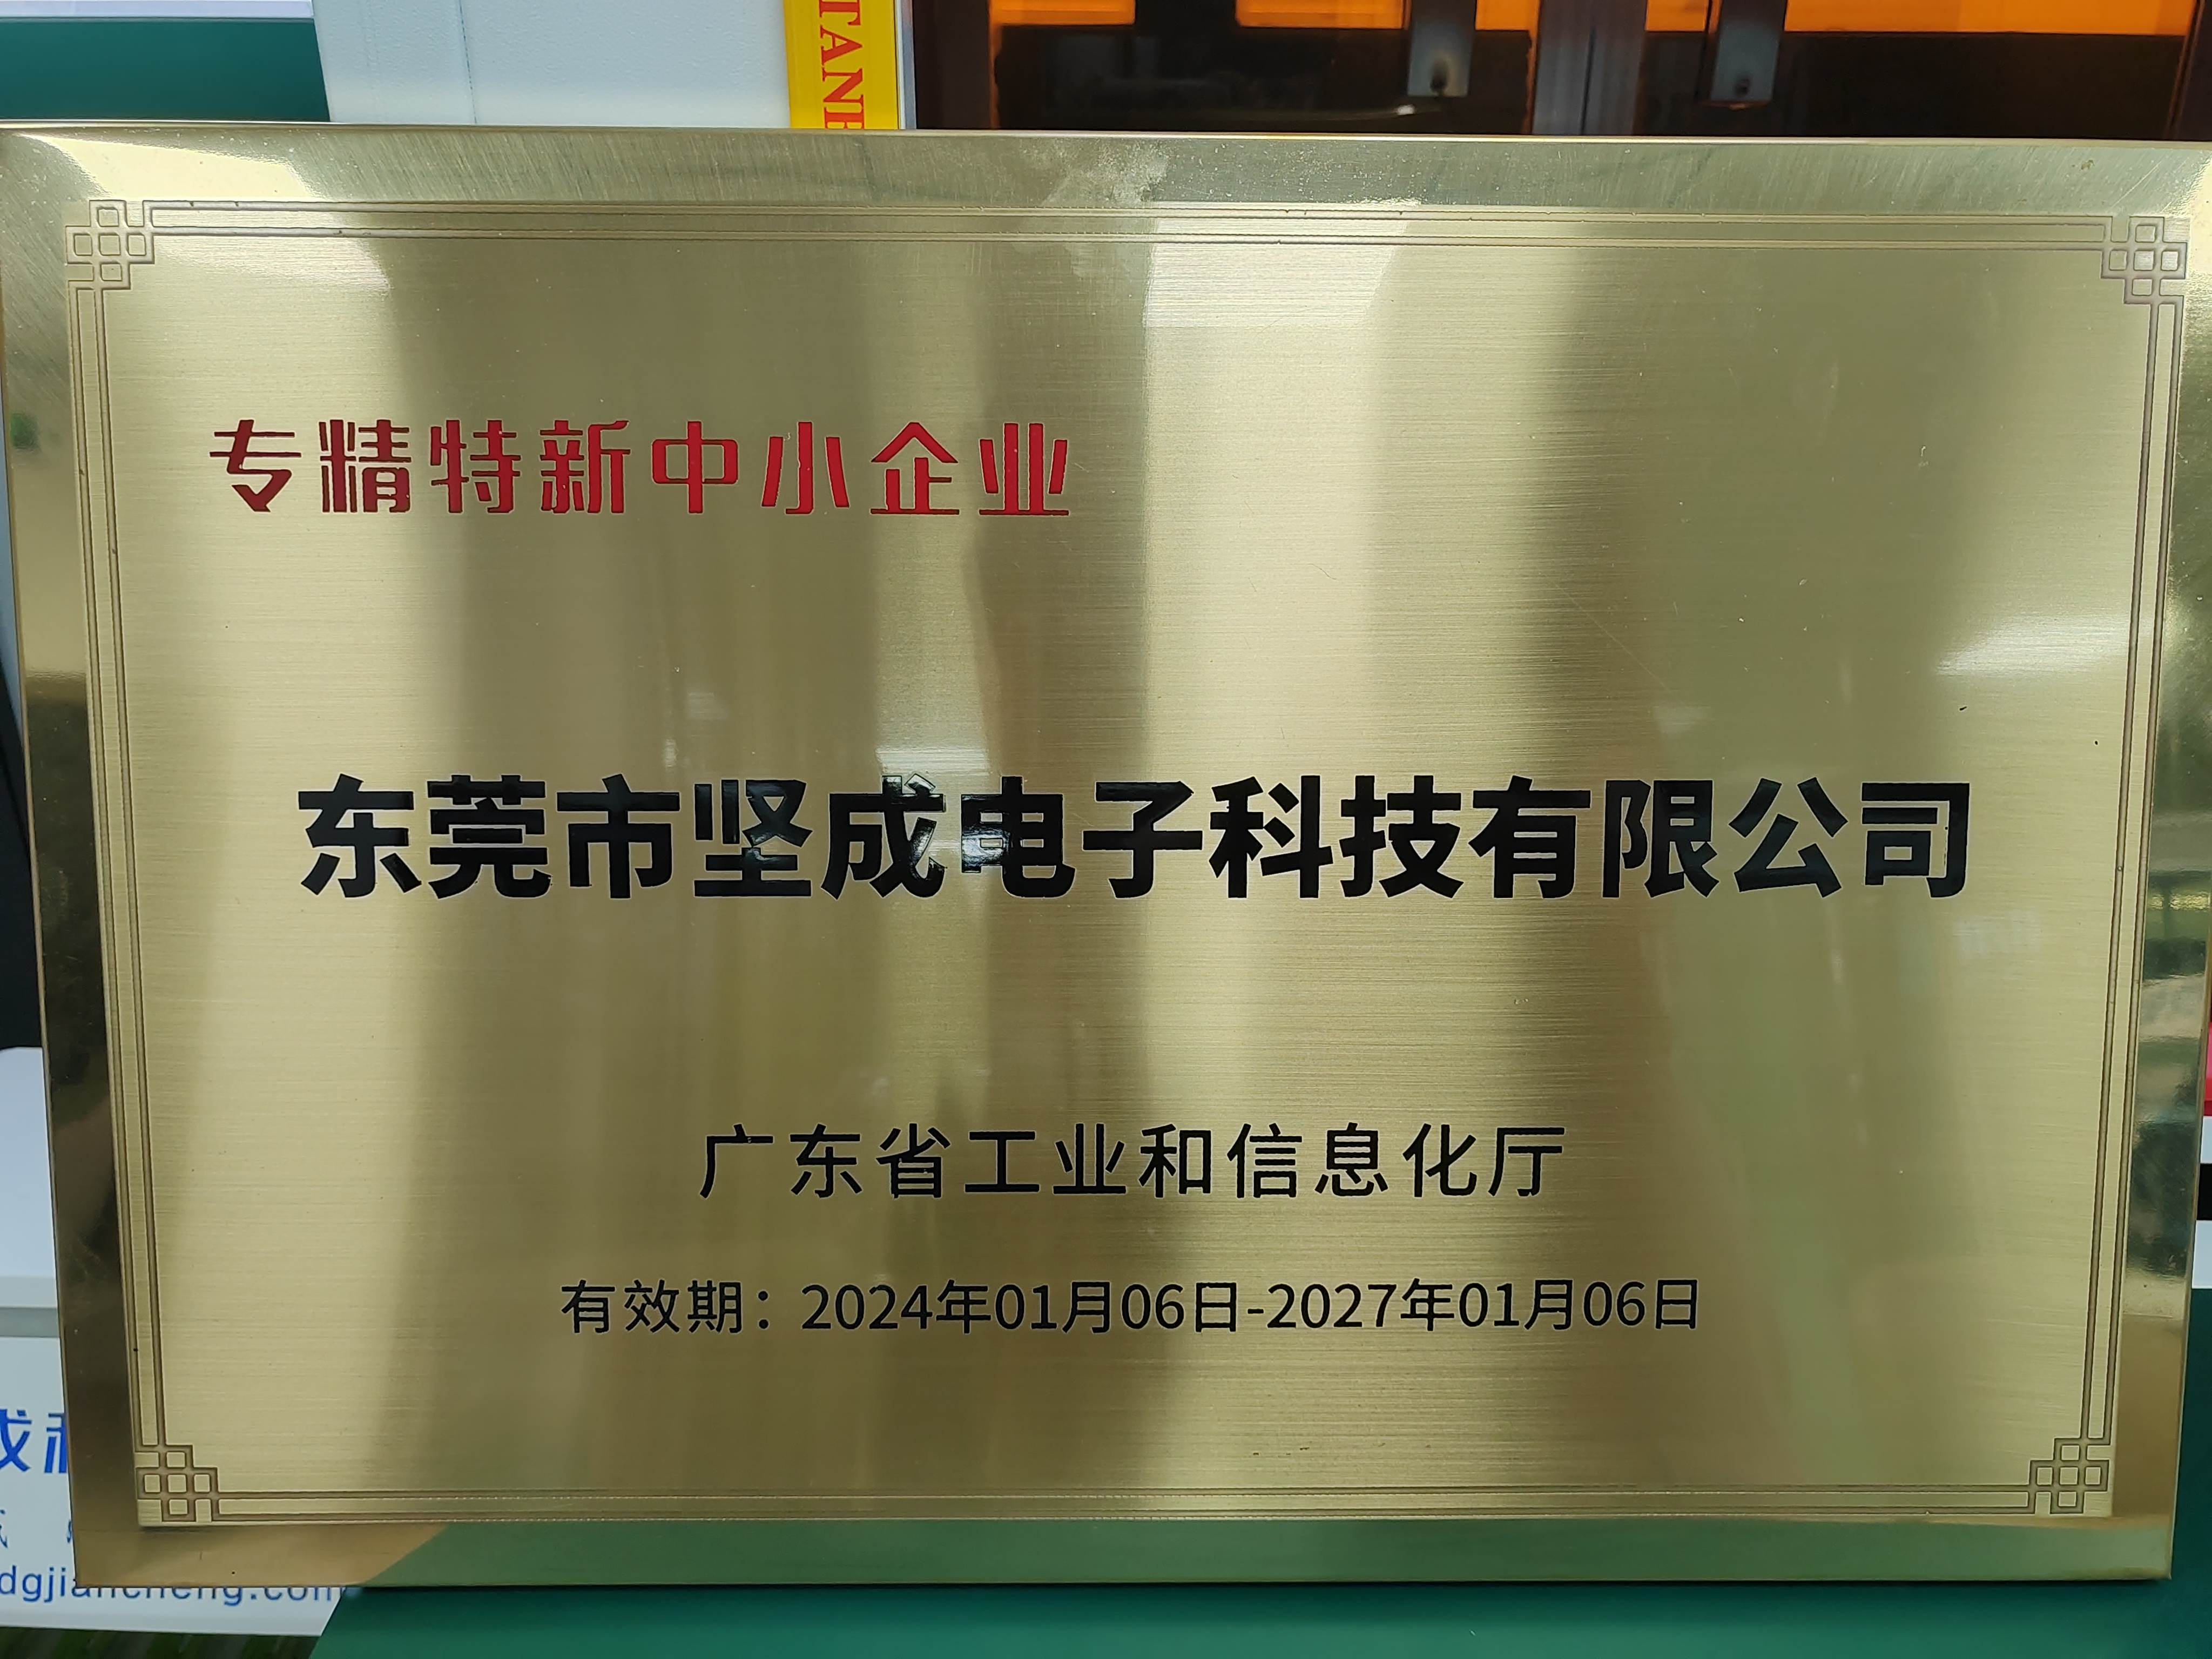 专精特新中小企业
东莞市坚成电子科技有限公司
广东省工业和信息化厅
有效期：2024年01月06日-2027年01月06日
dgjiancheng.com